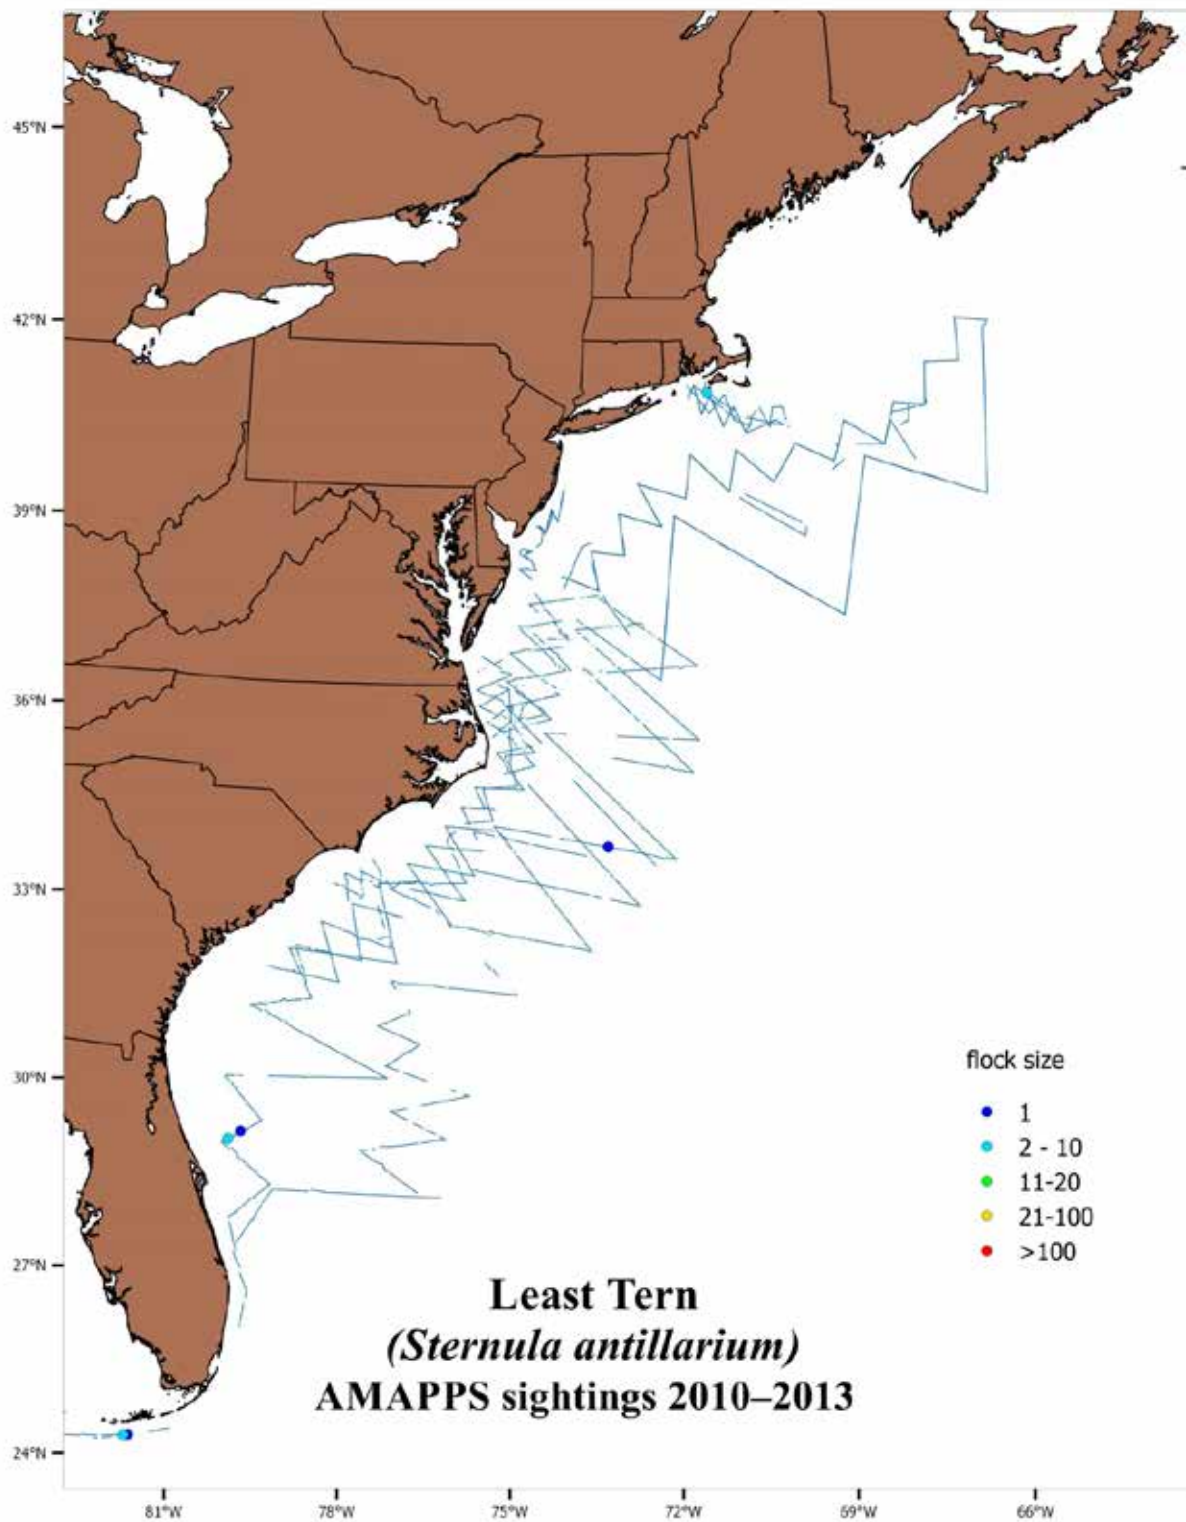 45°N
42°N
39°N
36°N
33°N
30°N
27°N
24°N
flock size
1
2 - 10
11-20
21-100
>100
Least Tern
(Sternula antillarium)
AMAPPS sightings 2010–2013
81°W 78°W 75°W 72°W 69°W 66°W